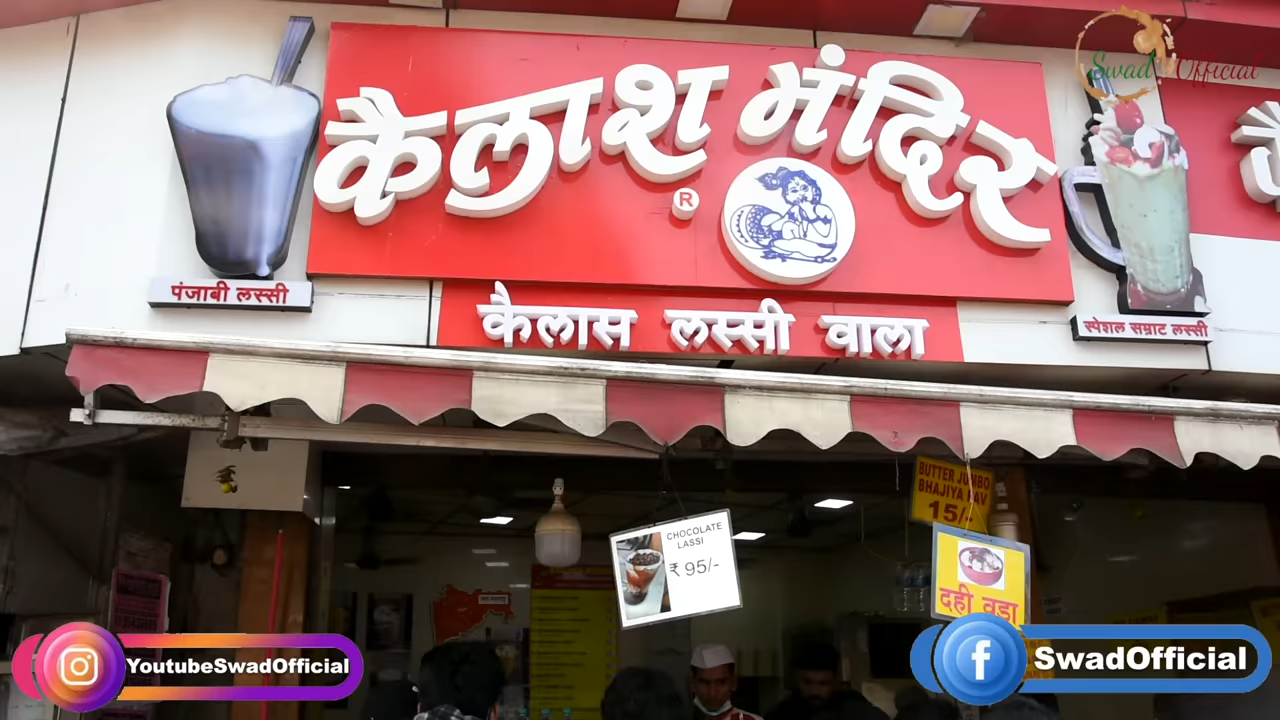 Swad Official
कैलाश मंदिर
®
पंजाबी लस्सी
स्पेशल सम्राट लस्सी
कैलास लस्सी वाला
BUTTER JUMBO
BHAJIYA PAV
15/-
CHOCOLATE
LASSI
₹ 95/-
दही वडा
YoutubeSwadOfficial
SwadOfficial